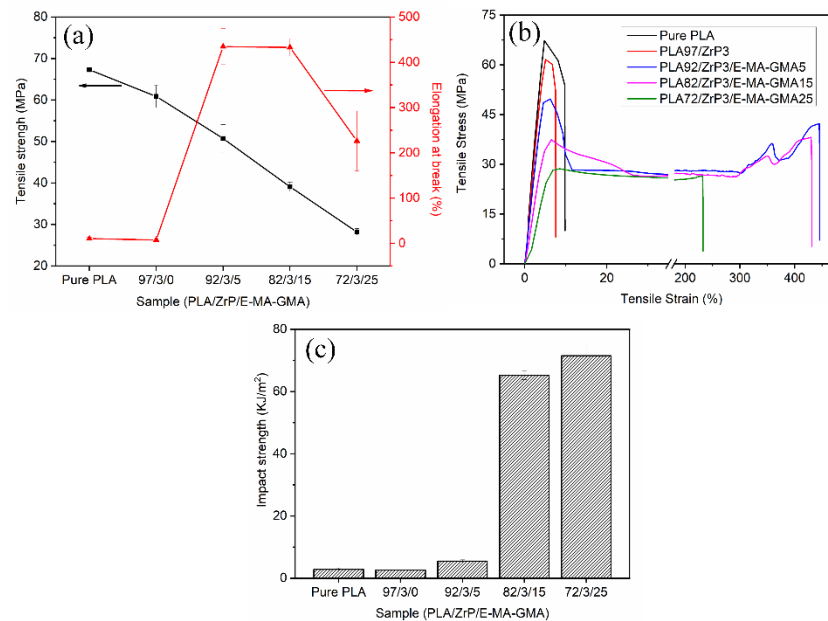 (a)
Tensile strengh (MPa)
80
70
60
50
40
30
20
500
400
300
200
100
0
Elongation at break (%)
Pure PLA 97/3/0 92/3/5 82/3/15 72/3/25
Sample (PLA/ZrP/E-MA-GMA)
(b)
Pure PLA
PLA97/ZrP3
PLA92/ZrP3/E-MA-GMA5
PLA82/ZrP3/E-MA-GMA15
PLA72/ZrP3/E-MA-GMA25
Tensile Stress (MPa)
75
60
45
30
15
0
0 10 20 200 300 400
Tensile Strain (%)
(c)
Impact strength (KJ/m²)
80
60
40
20
0
Pure PLA 97/3/0 92/3/5 82/3/15 72/3/25
Sample (PLA/ZrP/E-MA-GMA)